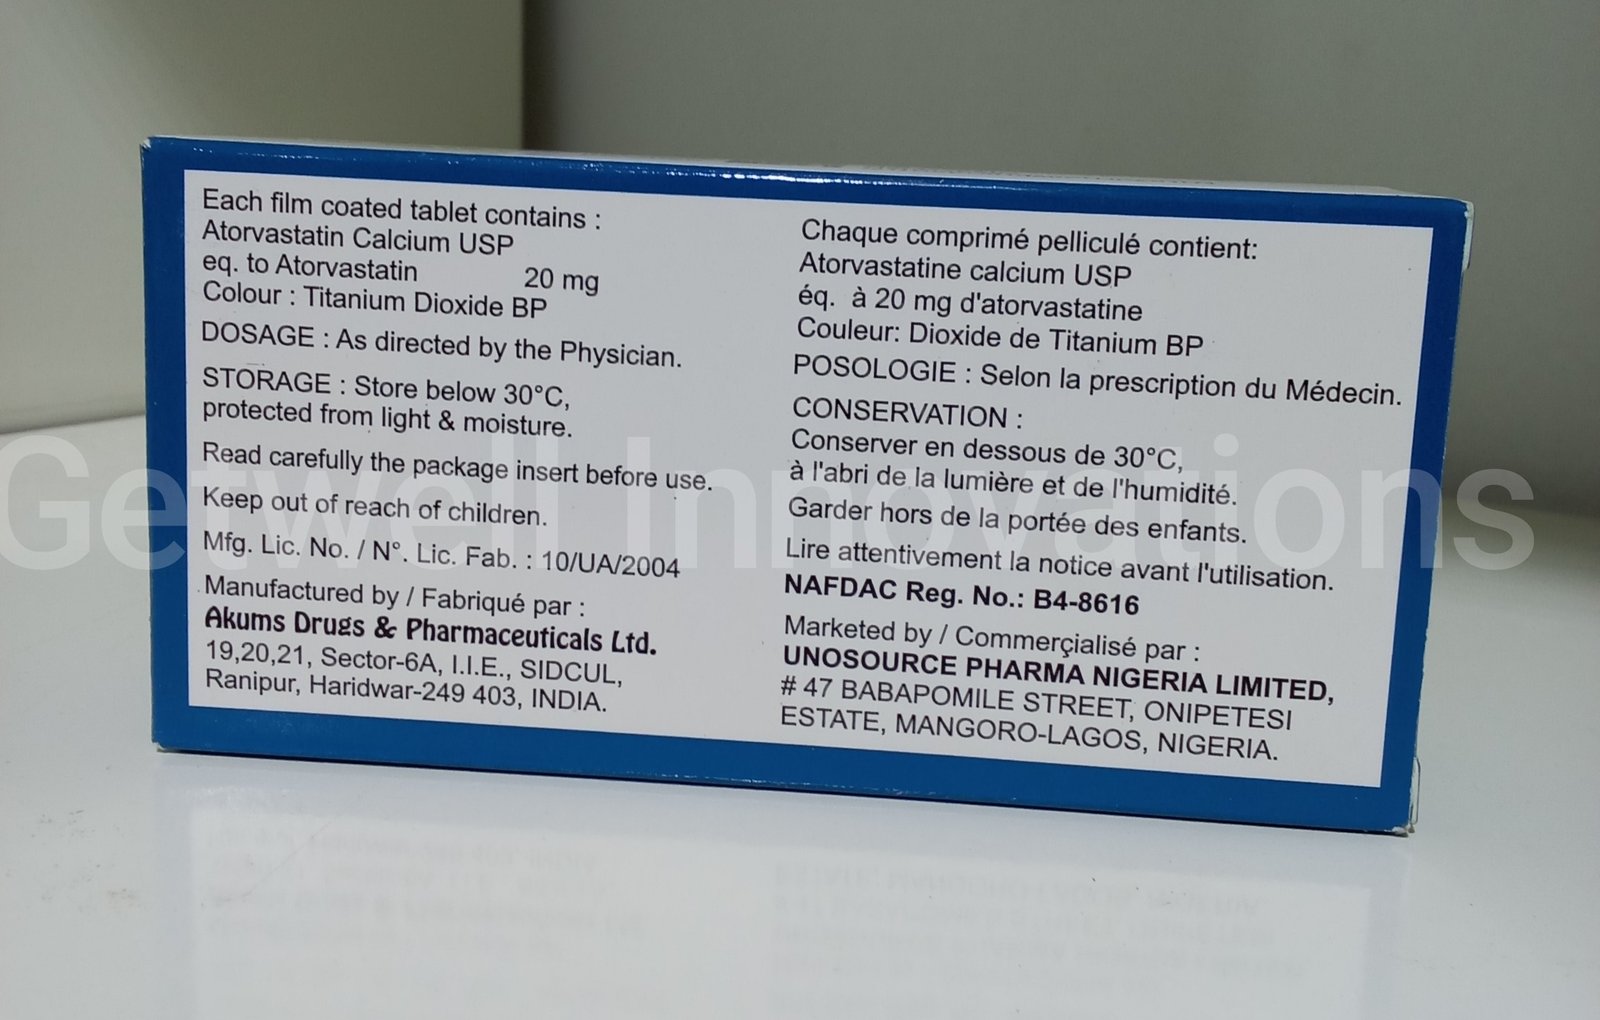 Each film coated tablet contains :
Atorvastatin Calcium USP
eq. to Atorvastatin 20 mg
Colour : Titanium Dioxide BP
DOSAGE : As directed by the Physician.
STORAGE : Store below 30°C,
protected from light & moisture.
Read carefully the package insert before use.
Keep out of reach of children.
Mfg. Lic. No. / N°. Lic. Fab. : 10/UA/2004
Manufactured by / Fabriqué par :
Akums Drugs & Pharmaceuticals Ltd.
19,20,21, Sector-6A, I.I.E., SIDCUL,
Ranipur, Haridwar-249 403, INDIA.
Chaque comprimé pelliculé contient:
Atorvastatine calcium USP
éq. à 20 mg d'atorvastatine
Couleur: Dioxide de Titanium BP
POSOLOGIE : Selon la prescription du Médecin.
CONSERVATION :
Conserver en dessous de 30°C,
à l'abri de la lumière et de l'humidité.
Garder hors de la portée des enfants.
Lire attentivement la notice avant l'utilisation.
NAFDAC Reg. No.: B4-8616
Marketed by / Commerçialisé par :
UNOSOURCE PHARMA NIGERIA LIMITED,
# 47 BABAPOMILE STREET, ONIPETESI
ESTATE, MANGORO-LAGOS, NIGERIA.
Getwell Innovations